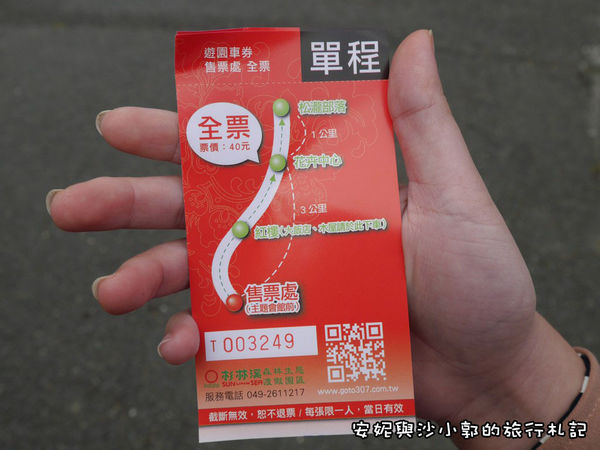 遊園車券
售票處 全票
單程
松瀧部落
全票
票價：40元
1公里
花卉中心
3公里
紅樓(大飯店、木屋請於此下車)
售票處
(主題會館前)
T003249
杉林溪 森林生態
SUN LINK SEA 渡假園區
服務電話 049-2611217
www.goto307.com.tw
截斷無效，恕不退票/每張限一人，當日有效
安妮與沙小郭的旅行札記